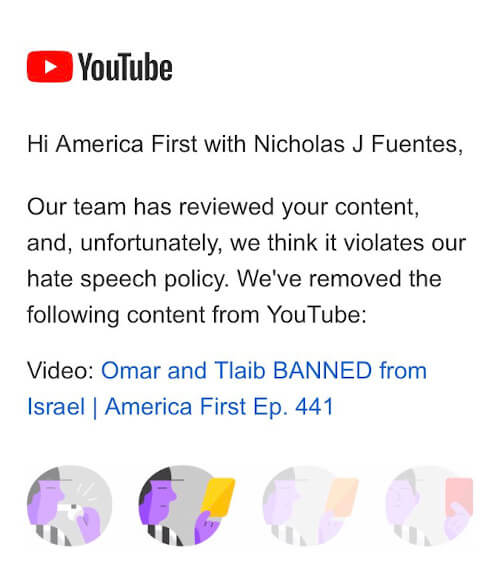 YouTube
Hi America First with Nicholas J Fuentes,
Our team has reviewed your content,
and, unfortunately, we think it violates our
hate speech policy. We've removed the
following content from YouTube:
Video: Omar and Tlaib BANNED from
Israel | America First Ep. 441